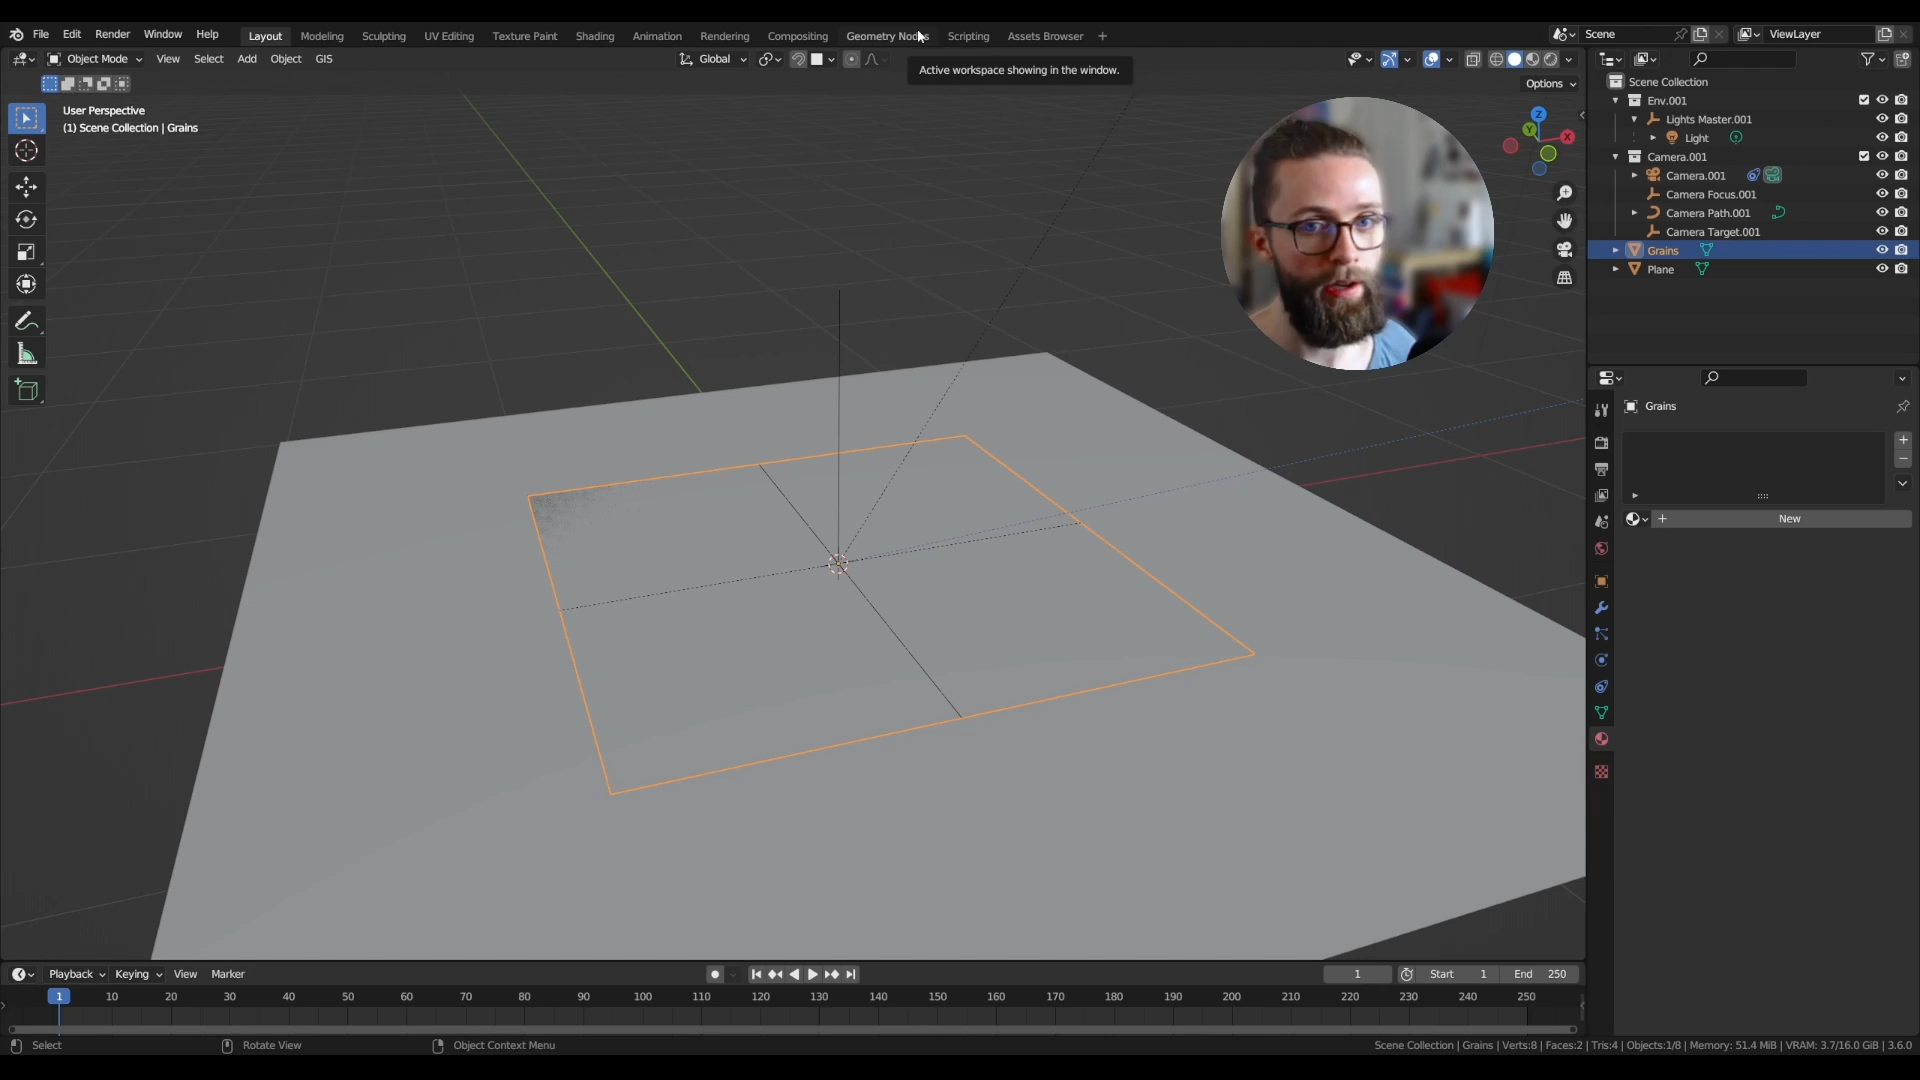 File Edit Render Window Help Layout Modeling Sculpting UV Editing Texture Paint Shading Animation Rendering Compositing Geometry Nodes Scripting Assets Browser + Scene ViewLayer
Object Mode View Select Add Object GIS Global
Active workspace showing in the window.
Options
User Perspective
(1) Scene Collection | Grains
Z
Y
X
Scene Collection
Env.001
Lights Master.001
Light
Camera.001
Camera.001
Camera Focus.001
Camera Path.001
Camera Target.001
Grains
Plane
Grains
New
Playback Keying View Marker 1 Start 1 End 250
1 10 20 30 40 50 60 70 80 90 100 110 120 130 140 150 160 170 180 190 200 210 220 230 240 250
Select Rotate View Object Context Menu Scene Collection | Grains | Verts:8 | Faces:2 | Tris:4 | Objects:1/8 | Memory: 51.4 MiB | VRAM: 3.7/16.0 GiB | 3.6.0